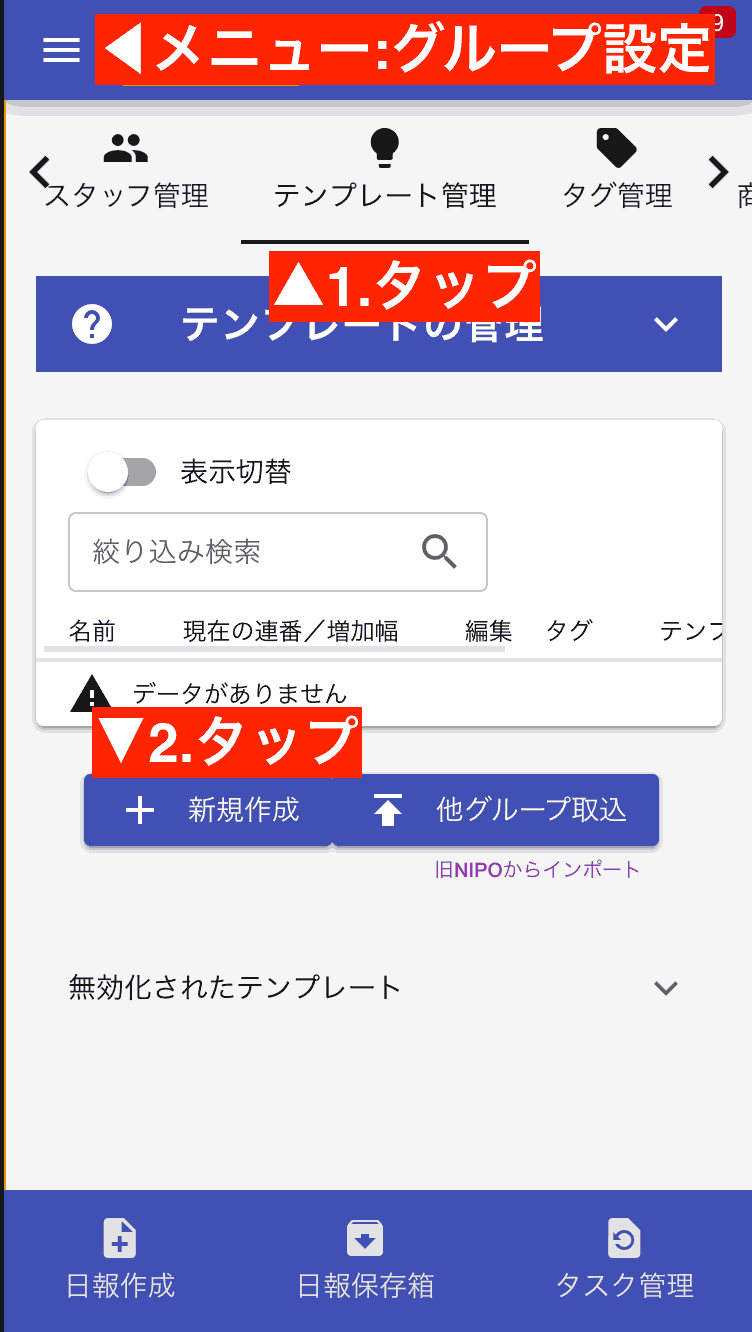 ◀メニュー:グループ設定
9
スタッフ管理
テンプレート管理
タグ管理
商
▲1.タップ
テンプレートの管理
表示切替
絞り込み検索
名前 現在の連番／増加幅 編集 タグ テンプ
データがありません
▼2.タップ
新規作成
他グループ取込
旧NIPOからインポート
無効化されたテンプレート
日報作成
日報保存箱
タスク管理